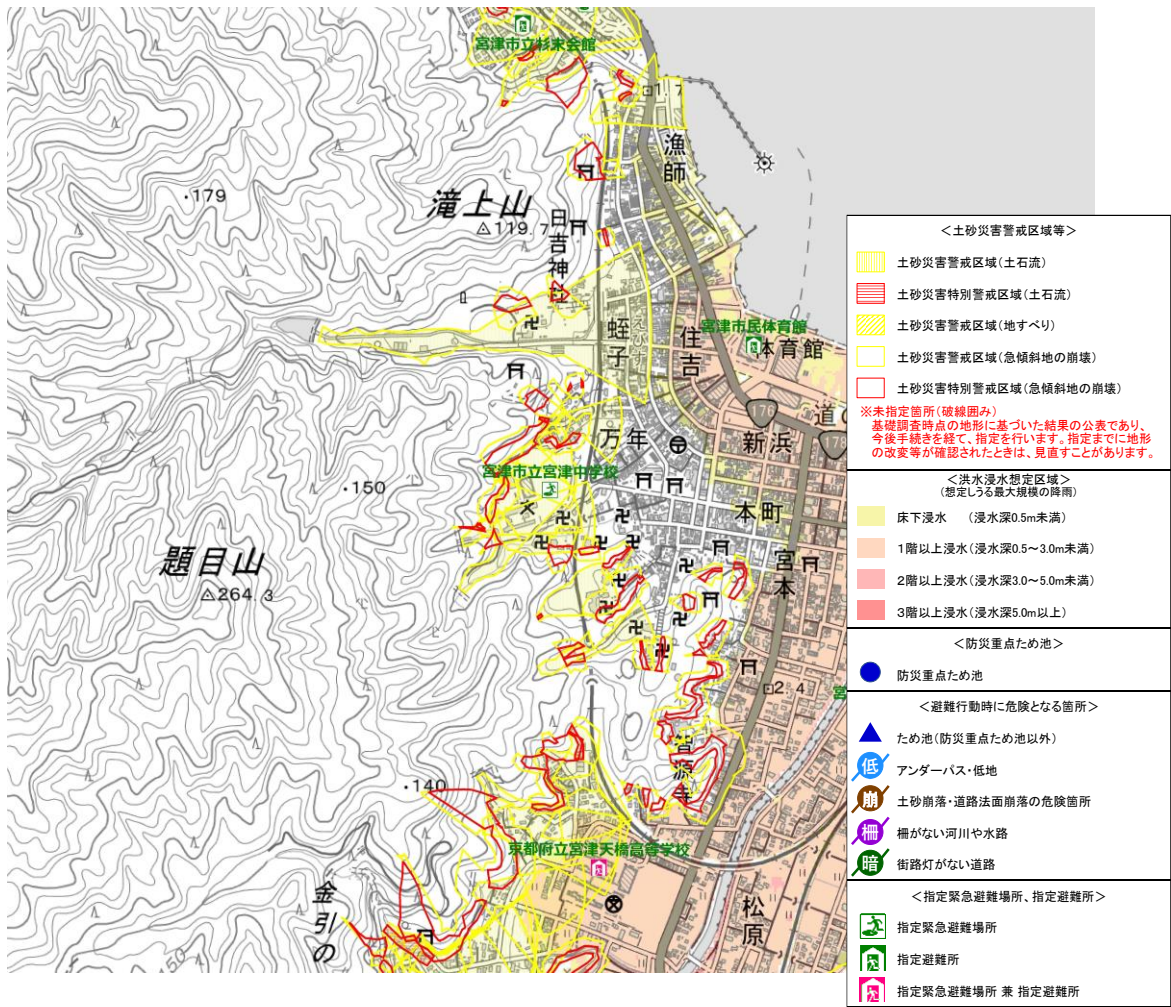 宮津市立杉末会館
1.7
漁師
・179
滝上山
119.7
日吉神社
蛭子
えびす
住吉
宮津市民体育館
体育館
176
道の
178
万年
新浜
宮津市立宮津中学校
・150
本町
題目山
264.3
宮本
2.4
智源寺
・140
京都府立宮津天橋高等学校
金引の
松原
150
宮
<土砂災害警戒区域等>
土砂災害警戒区域(土石流)
土砂災害特別警戒区域(土石流)
土砂災害警戒区域(地すべり)
土砂災害警戒区域(急傾斜地の崩壊)
土砂災害特別警戒区域(急傾斜地の崩壊)
※未指定箇所(破線囲み)
基礎調査時点の地形に基づいた結果の公表であり、
今後手続きを経て、指定を行います。指定までに地形
の改変等が確認されたときは、見直すことがあります。
<洪水浸水想定区域>
(想定しうる最大規模の降雨)
床下浸水 (浸水深0.5m未満)
1階以上浸水(浸水深0.5~3.0m未満)
2階以上浸水(浸水深3.0~5.0m未満)
3階以上浸水(浸水深5.0m以上)
<防災重点ため池>
防災重点ため池
<避難行動時に危険となる箇所>
ため池(防災重点ため池以外)
低 アンダーパス・低地
崩 土砂崩落・道路法面崩落の危険箇所
柵 柵がない河川や水路
暗 街路灯がない道路
<指定緊急避難場所、指定避難所>
指定緊急避難場所
指定避難所
指定緊急避難場所 兼 指定避難所